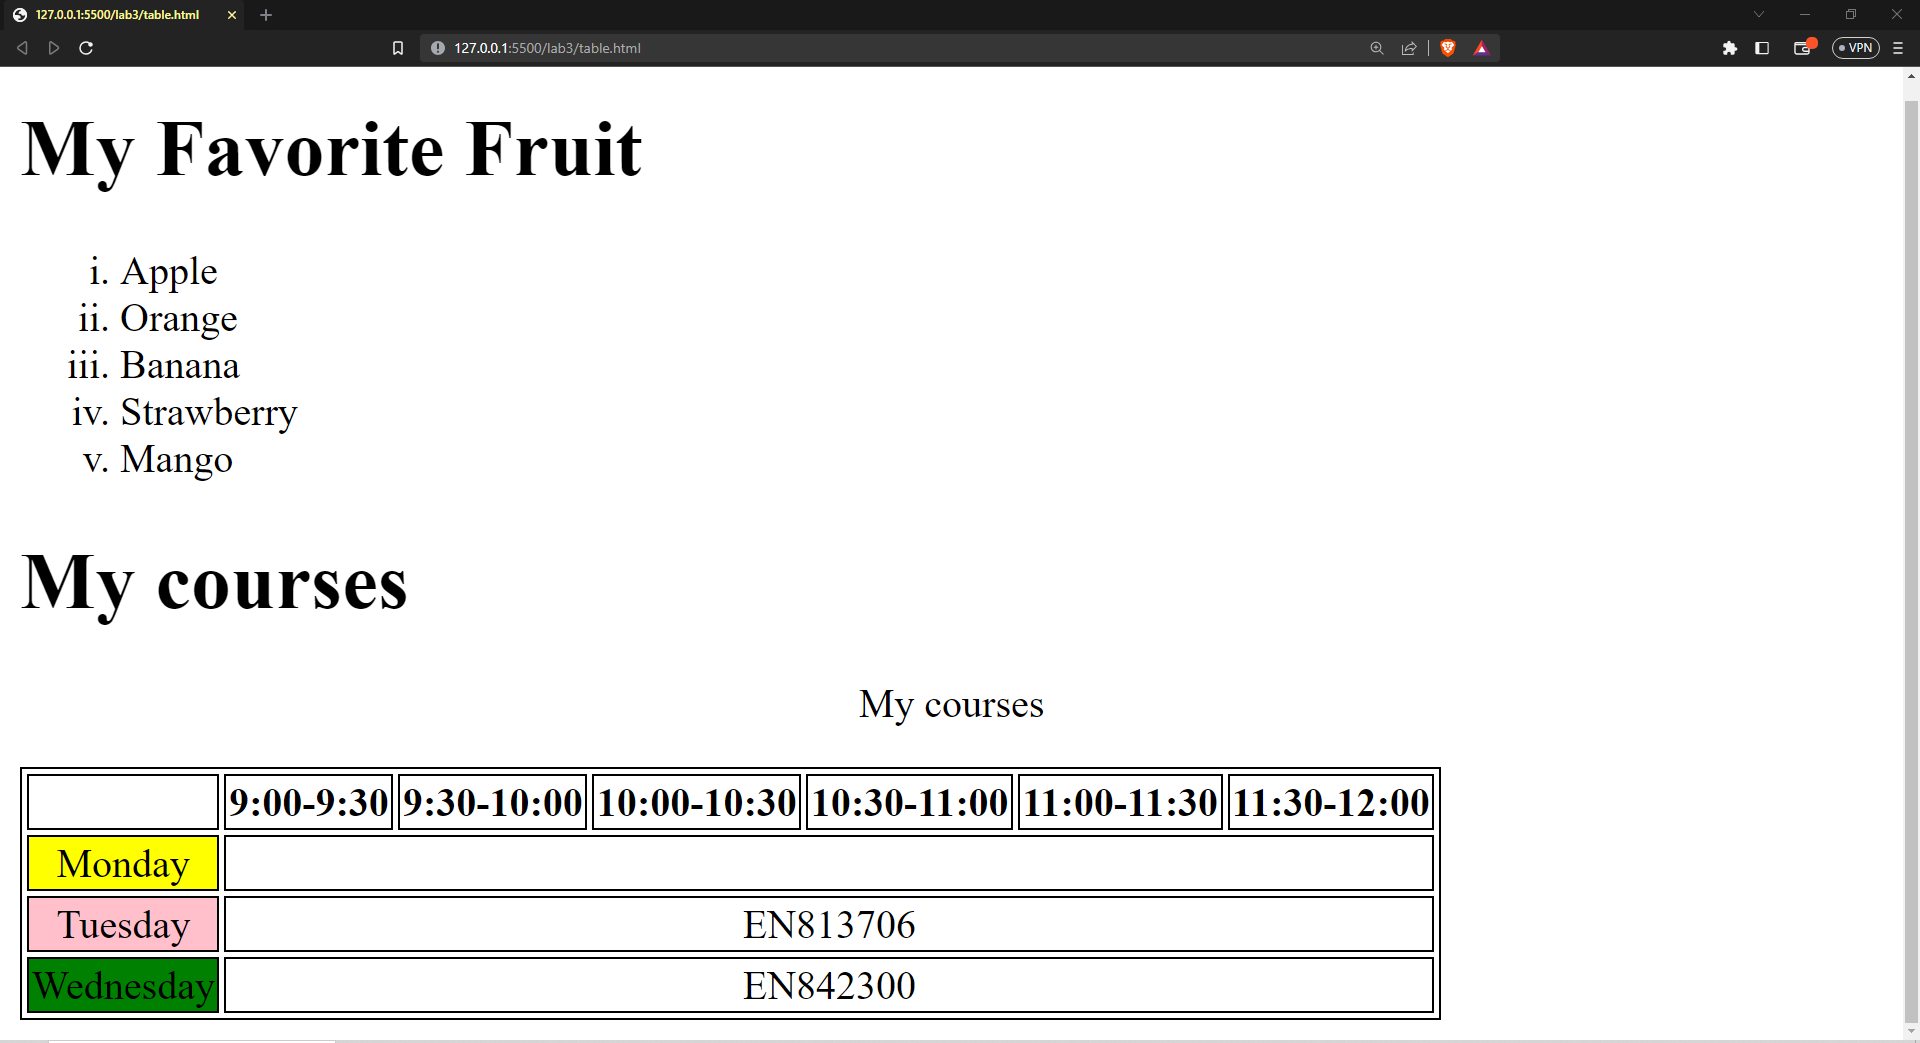 127.0.0.1:5500/lab3/table.html
127.0.0.1:5500/lab3/table.html
VPN
My Favorite Fruit
i. Apple
ii. Orange
iii. Banana
iv. Strawberry
v. Mango
My courses
My courses
9:00-9:30 9:30-10:00 10:00-10:30 10:30-11:00 11:00-11:30 11:30-12:00
Monday
Tuesday EN813706
Wednesday EN842300